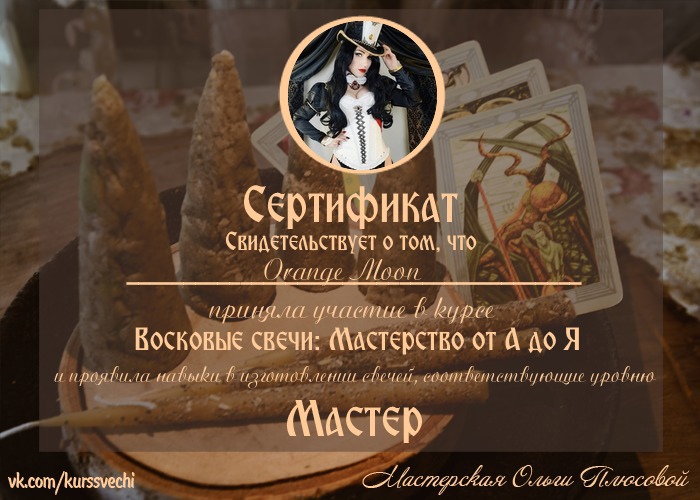 Сертификат
Свидетельствует о том, что
Orange Moon
приняла участие в курсе
Восковые свечи: Мастерство от А до Я
и проявила навыки в изготовлении свечей, соответствующие уровню
Мастер
vk.com/kurssvechi
Мастерская Ольги Плюсовой